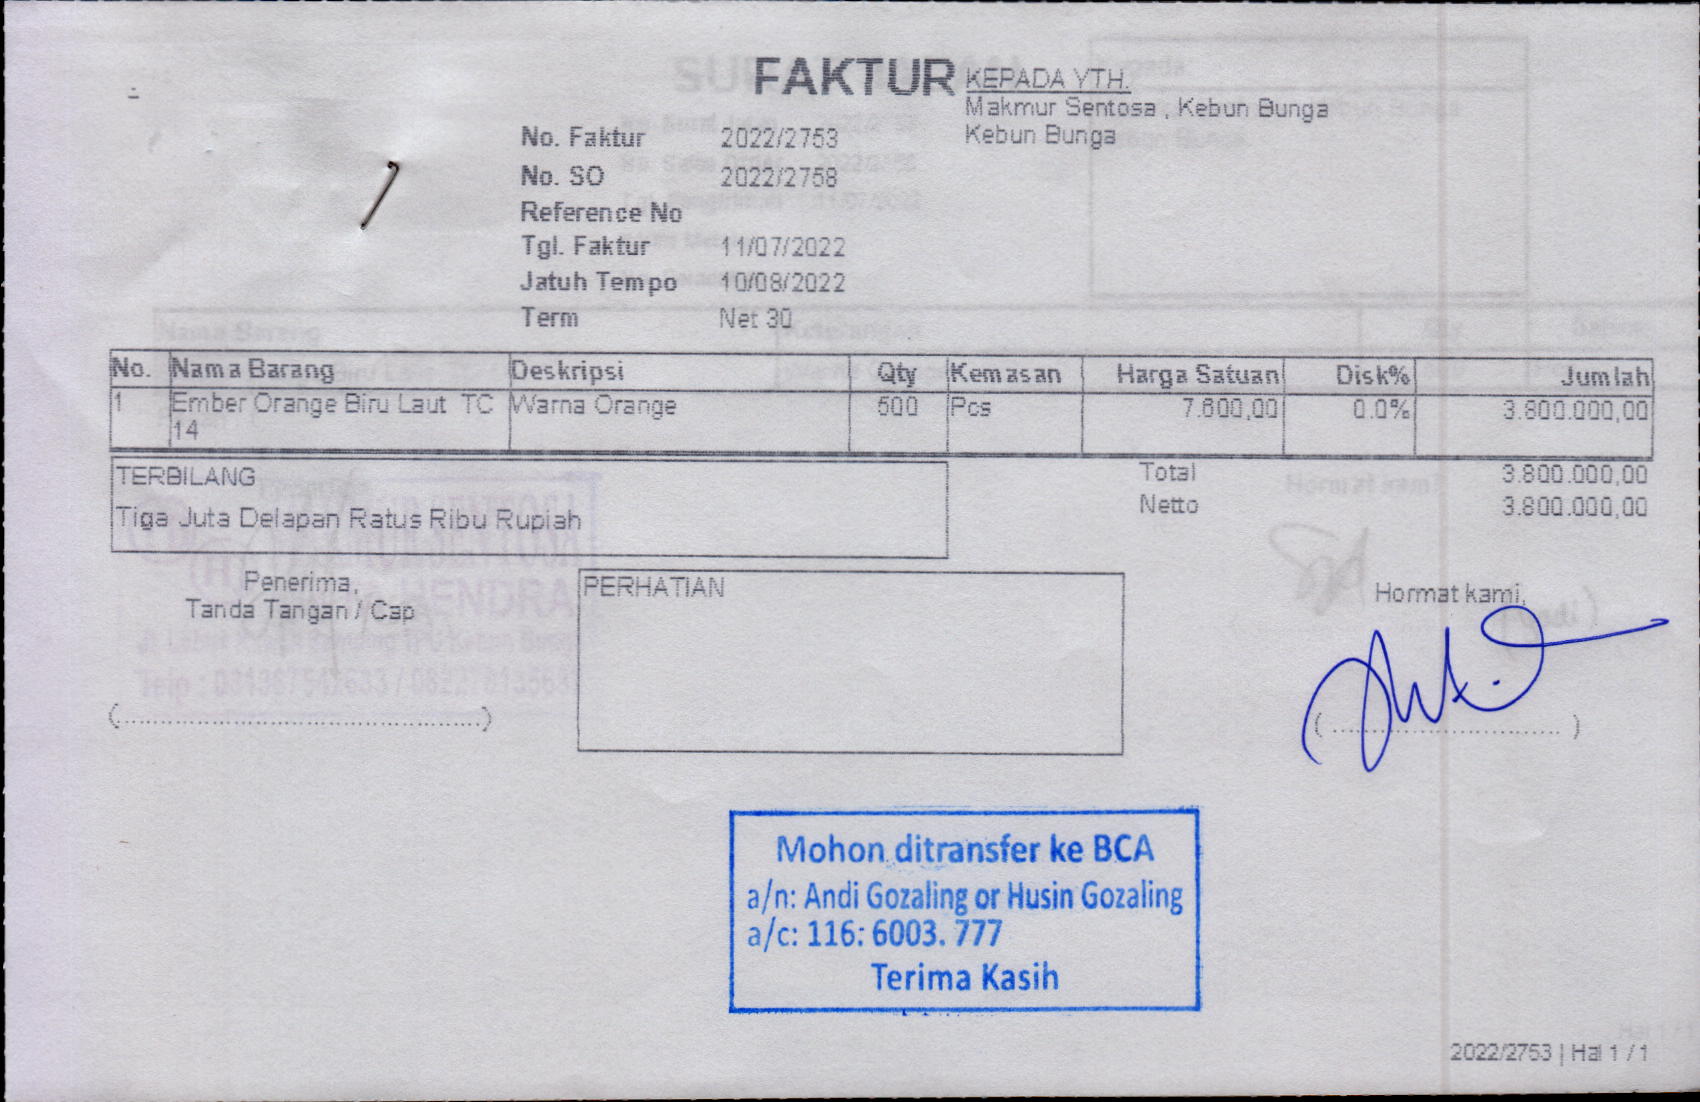 FAKTUR
KEPADA YTH.
Makmur Sentosa , Kebun Bunga
Kebun Bunga
No. Faktur 2022/2753
No. SO 2022/2758
Reference No
Tgl. Faktur 11/07/2022
Jatuh Tempo 10/08/2022
Term Net 30
No. Nama Barang Deskripsi Qty Kemasan Harga Satuan Disk% Jumlah
1 Ember Orange Biru Laut TC Warna Orange 500 Pcs 7.600,00 0.0% 3.800.000,00
14
TERBILANG
Tiga Juta Delapan Ratus Ribu Rupiah
Total 3.800.000,00
Netto 3.800.000,00
Penerima,
Tanda Tangan / Cap
(................................................)
PERHATIAN
Hormat kami,
(..............................)
Mohon ditransfer ke BCA
a/n: Andi Gozaling or Husin Gozaling
a/c: 116: 6003. 777
Terima Kasih
2022/2753 | Hal 1 / 1